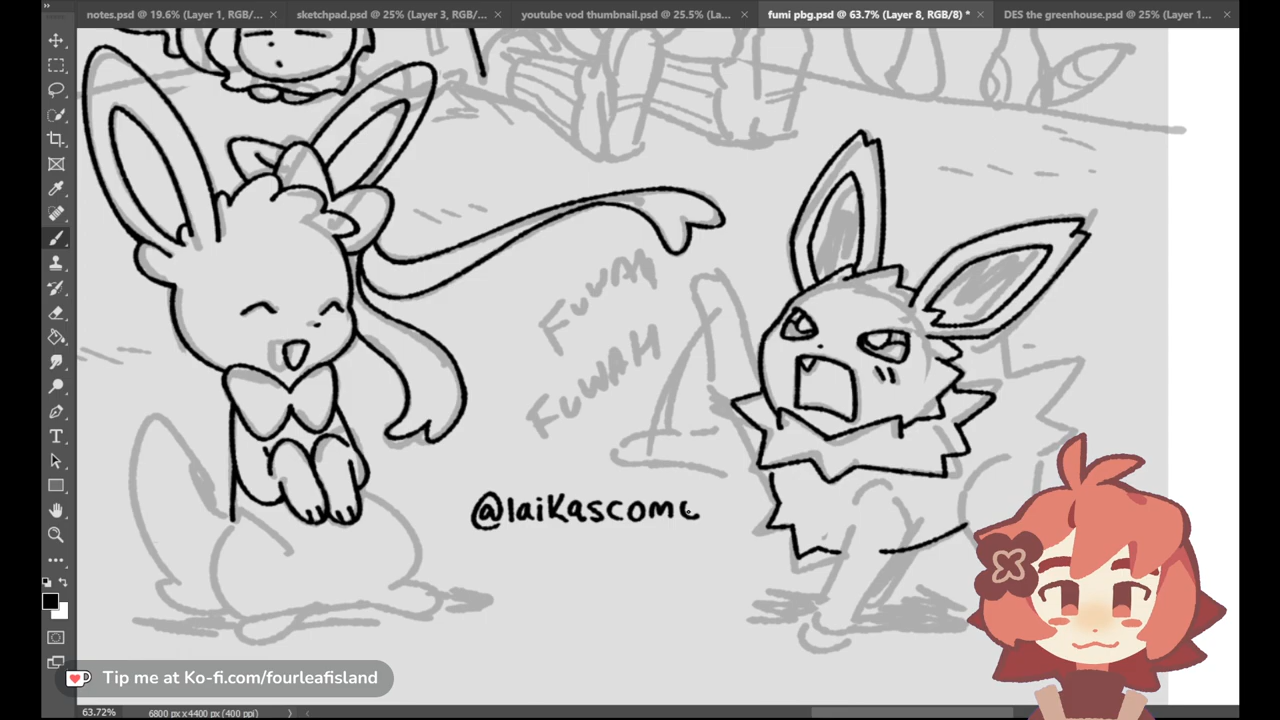 notes.psd @ 19.6% (Layer 1, RGB/...
sketchpad.psd @ 25% (Layer 3, RGB/...
youtube vod thumbnail.psd @ 25.5% (La...
fumi pbg.psd @ 63.7% (Layer 8, RGB/8) *
DES the greenhouse.psd @ 25% (Layer 1...
FuWAH
FuWAH
@laikascomc
Tip me at Ko-fi.com/fourleafisland
63.72%
6800 px x 4400 px (400 ppi)